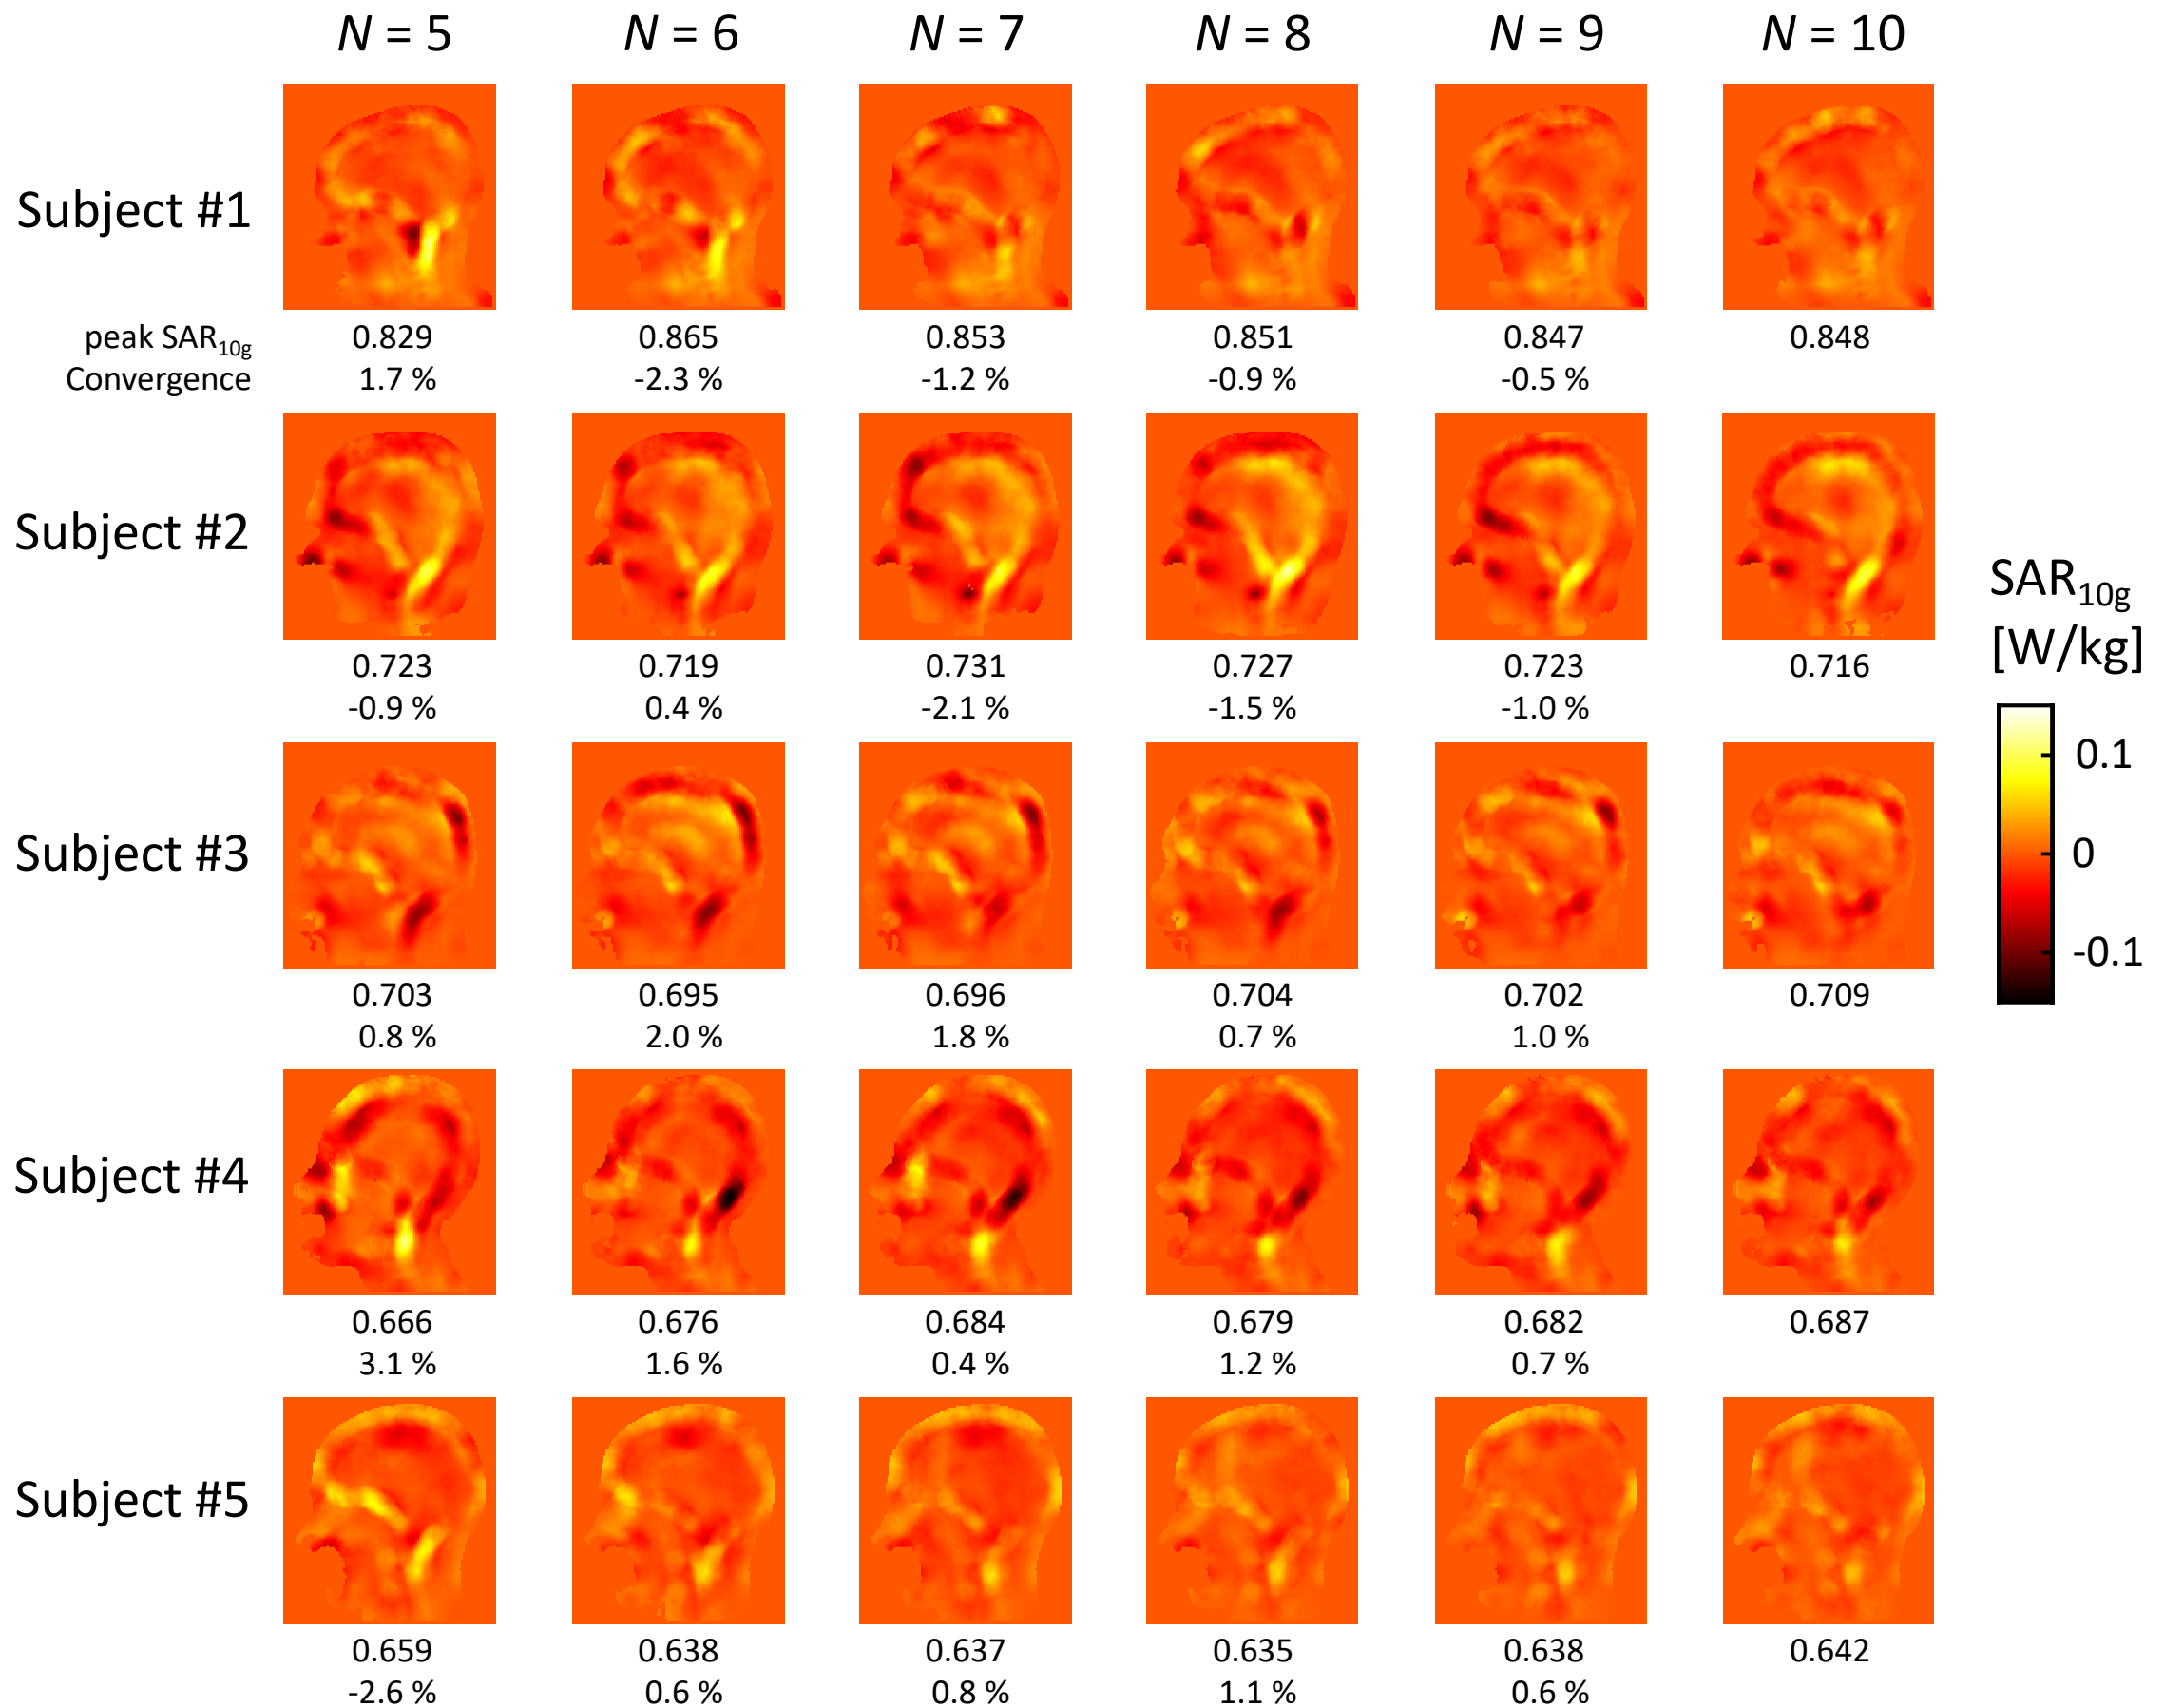 N = 5 N = 6 N = 7 N = 8 N = 9 N = 10
Subject #1
peak SAR10g 0.829 0.865 0.853 0.851 0.847 0.848
Convergence 1.7 % -2.3 % -1.2 % -0.9 % -0.5 %
Subject #2
0.723 0.719 0.731 0.727 0.723 0.716
-0.9 % 0.4 % -2.1 % -1.5 % -1.0 %
SAR10g
[W/kg]
0.1
0
-0.1
Subject #3
0.703 0.695 0.696 0.704 0.702 0.709
0.8 % 2.0 % 1.8 % 0.7 % 1.0 %
Subject #4
0.666 0.676 0.684 0.679 0.682 0.687
3.1 % 1.6 % 0.4 % 1.2 % 0.7 %
Subject #5
0.659 0.638 0.637 0.635 0.638 0.642
-2.6 % 0.6 % 0.8 % 1.1 % 0.6 %